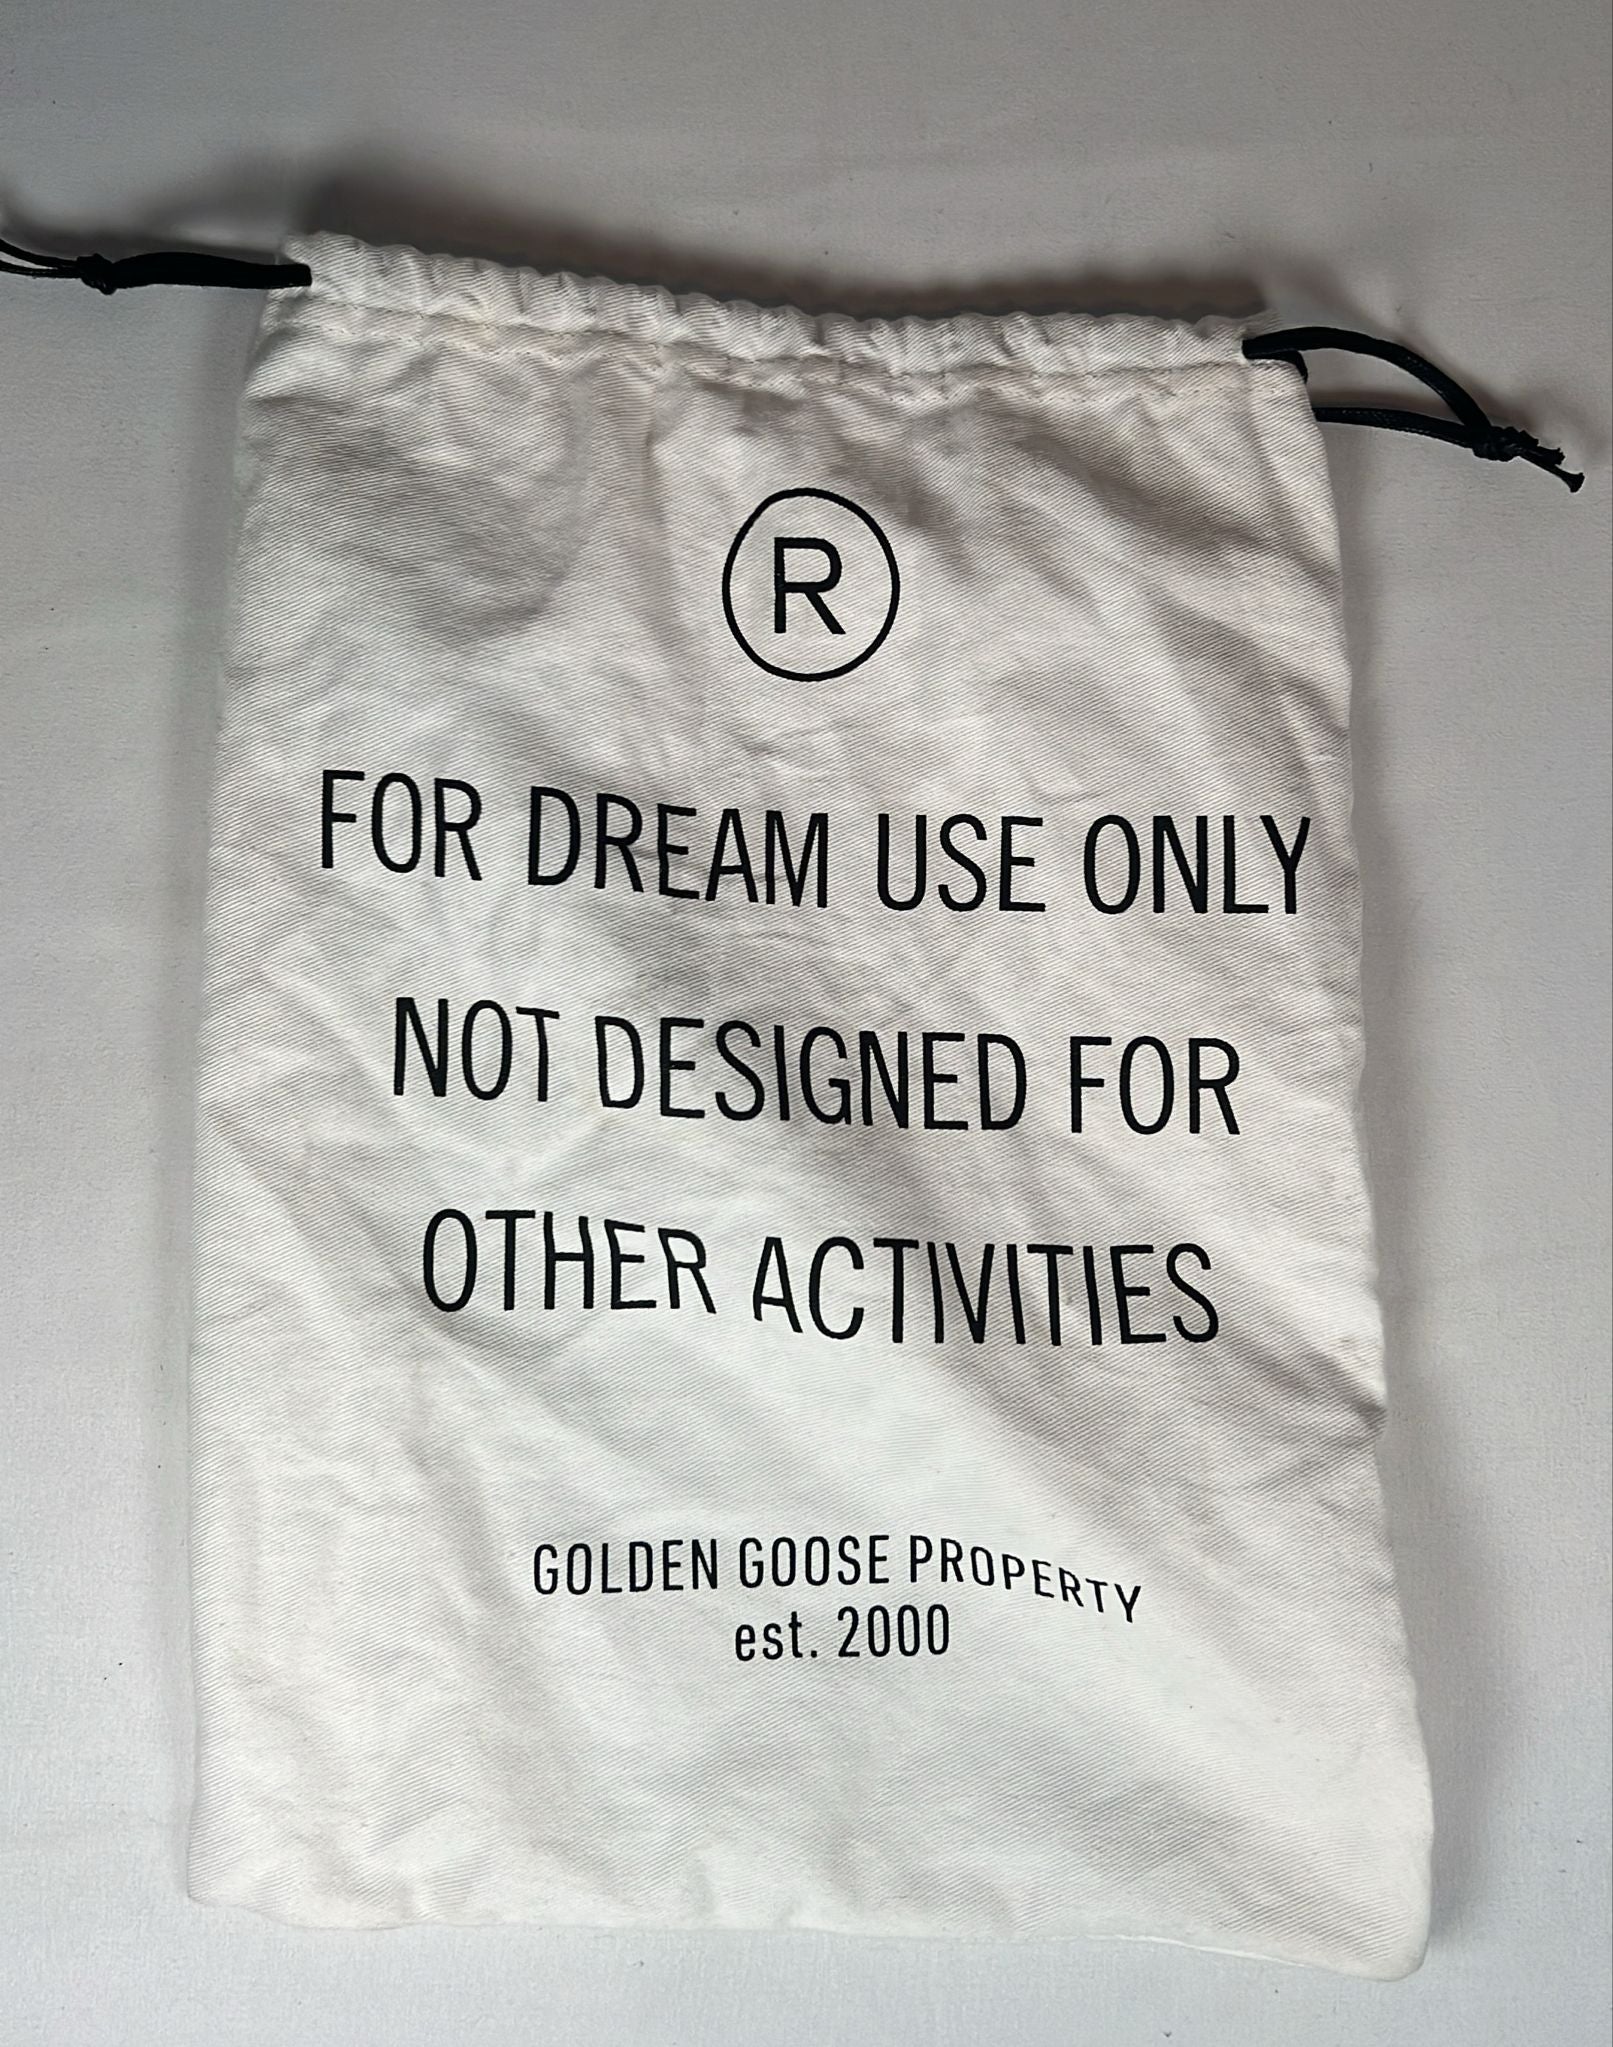 ®
FOR DREAM USE ONLY
NOT DESIGNED FOR
OTHER ACTIVITIES
GOLDEN GOOSE PROPERTY
est. 2000